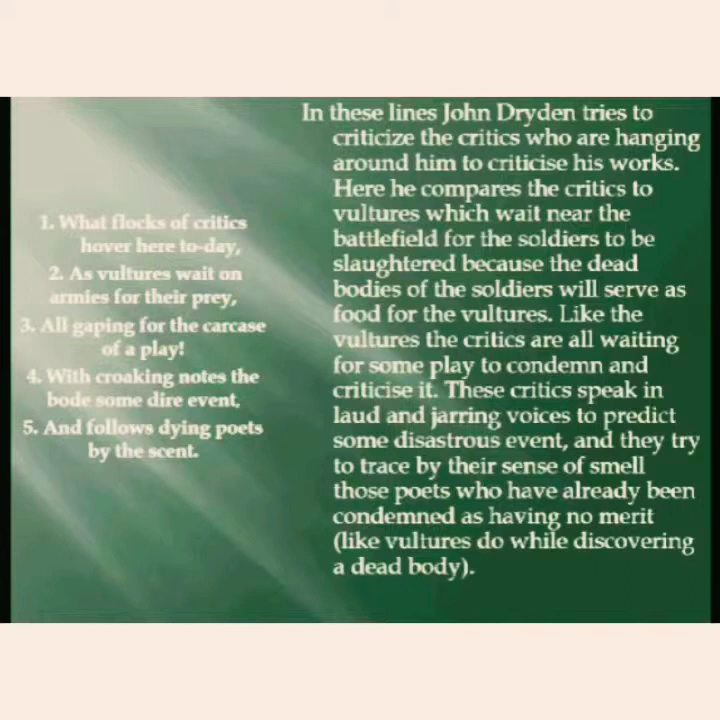 1. What flocks of critics
hover here to-day,
2. As vultures wait on
armies for their prey,
3. All gaping for the carcase
of a play!
4. With croaking notes the
bode some dire event,
5. And follows dying poets
by the scent.
In these lines John Dryden tries to
criticize the critics who are hanging
around him to criticise his works.
Here he compares the critics to
vultures which wait near the
battlefield for the soldiers to be
slaughtered because the dead
bodies of the soldiers will serve as
food for the vultures. Like the
vultures the critics are all waiting
for some play to condemn and
criticise it. These critics speak in
laud and jarring voices to predict
some disastrous event, and they try
to trace by their sense of smell
those poets who have already been
condemned as having no merit
(like vultures do while discovering
a dead body).